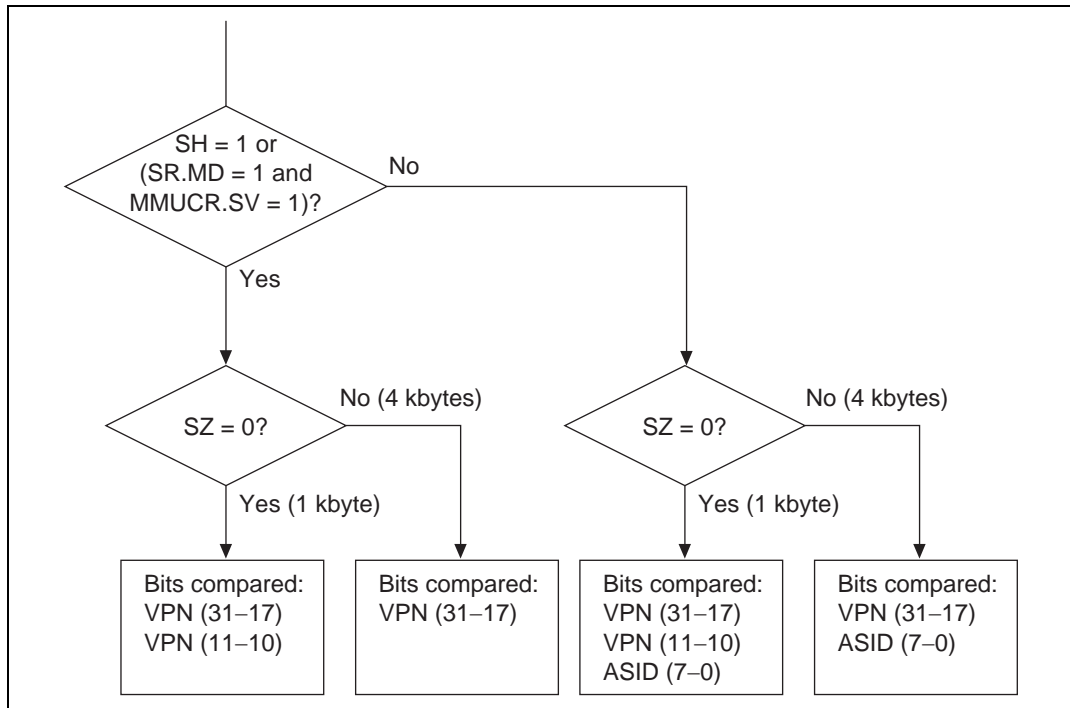 SH = 1 or
(SR.MD = 1 and
MMUCR.SV = 1)?
No
Yes
SZ = 0?
No (4 kbytes)
Yes (1 kbyte)
SZ = 0?
No (4 kbytes)
Yes (1 kbyte)
Bits compared:
VPN (31–17)
VPN (11–10)
Bits compared:
VPN (31–17)
Bits compared:
VPN (31–17)
VPN (11–10)
ASID (7–0)
Bits compared:
VPN (31–17)
ASID (7–0)